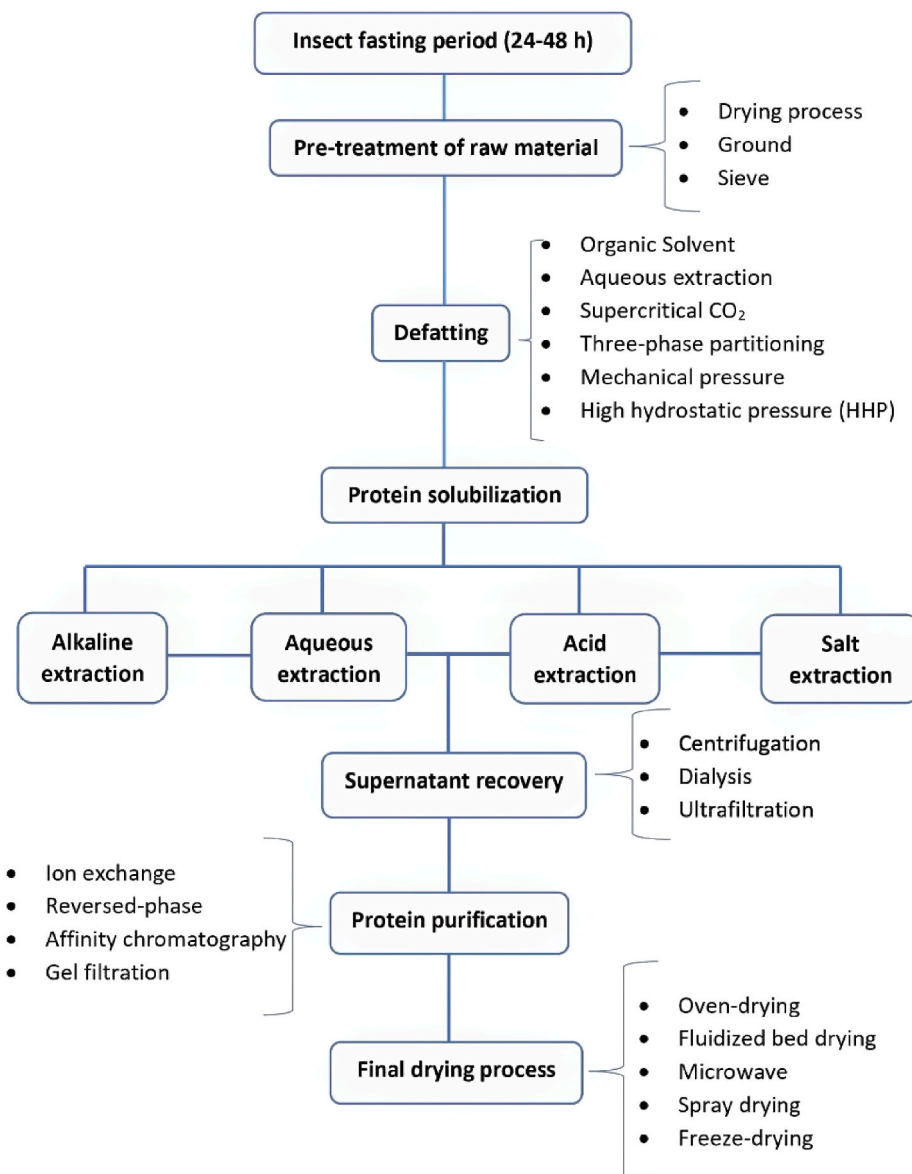 Insect fasting period (24-48 h)
Pre-treatment of raw material
• Drying process
• Ground
• Sieve
Defatting
• Organic Solvent
• Aqueous extraction
• Supercritical CO₂
• Three-phase partitioning
• Mechanical pressure
• High hydrostatic pressure (HHP)
Protein solubilization
Alkaline
extraction
Aqueous
extraction
Acid
extraction
Salt
extraction
Supernatant recovery
• Centrifugation
• Dialysis
• Ultrafiltration
• Ion exchange
• Reversed-phase
• Affinity chromatography
• Gel filtration
Protein purification
Final drying process
• Oven-drying
• Fluidized bed drying
• Microwave
• Spray drying
• Freeze-drying